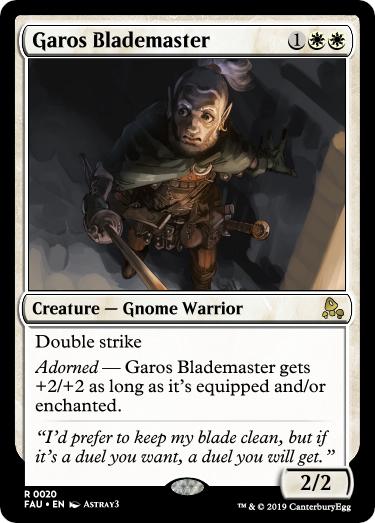 Garos Blademaster 1
Creature — Gnome Warrior
Double strike
Adorned — Garos Blademaster gets
+2/+2 as long as it's equipped and/or
enchanted.
"I'd prefer to keep my blade clean, but if
it's a duel you want, a duel you will get."
2/2
R 0020
FAU • EN Astray3
™ & © 2019 CanterburyEgg